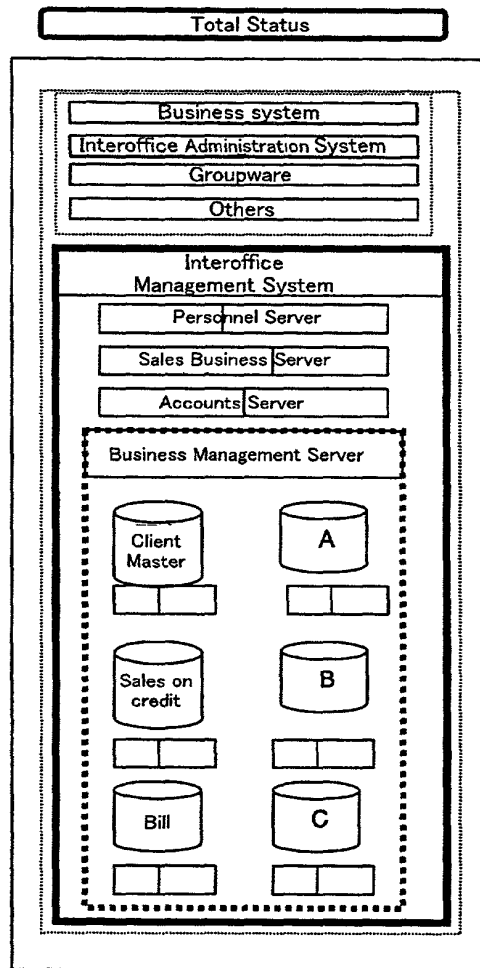 Total Status
Business system
Interoffice Administration System
Groupware
Others
Interoffice
Management System
Personnel Server
Sales Business Server
Accounts Server
Business Management Server
Client
Master
A
Sales on
credit
B
Bill
C